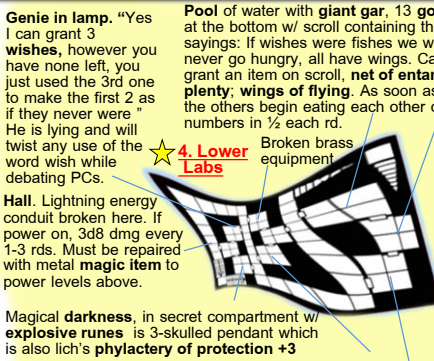 Genie in lamp. “Yes
I can grant 3
wishes, however you
have none left, you
just used the 3rd one
to make the first 2 as
if they never were ”
He is lying and will
twist any use of the
word wish while
debating PCs.
Pool of water with giant gar, 13 go
at the bottom w/ scroll containing th
sayings: If wishes were fishes we w
never go hungry, all have wings. Ca
grant an item on scroll, net of entan
plenty; wings of flying. As soon as
the others begin eating each other
numbers in ½ each rd.
4. Lower
Labs
Broken brass
equipment
Hall. Lightning energy
conduit broken here. If
power on, 3d8 dmg every
1-3 rds. Must be repaired
with metal magic item to
power levels above.
Magical darkness, in secret compartment w/
explosive runes is 3-skulled pendant which
is also lich's phylactery of protection +3